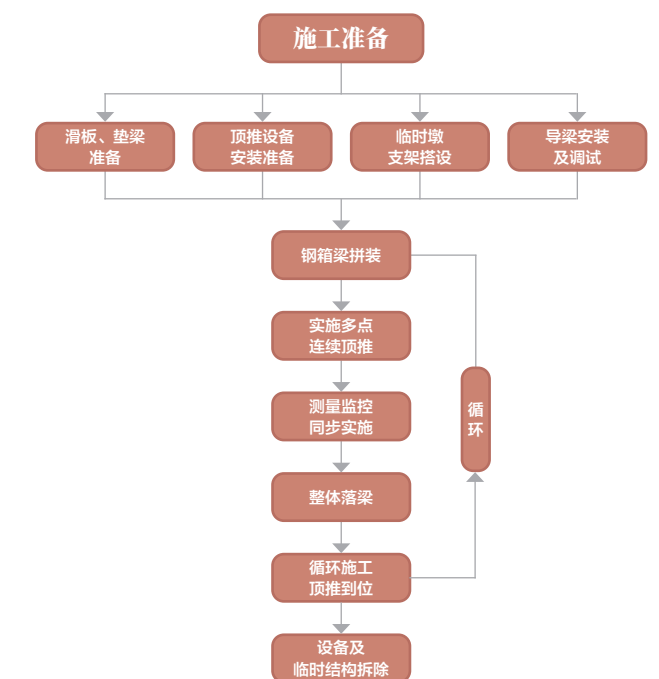 施工准备
滑板、垫梁
准备
顶推设备
安装准备
临时墩
支架搭设
导梁安装
及调试
钢箱梁拼装
实施多点
连续顶推
测量监控
同步实施
整体落梁
循环施工
顶推到位
循
环
设备及
临时结构拆除